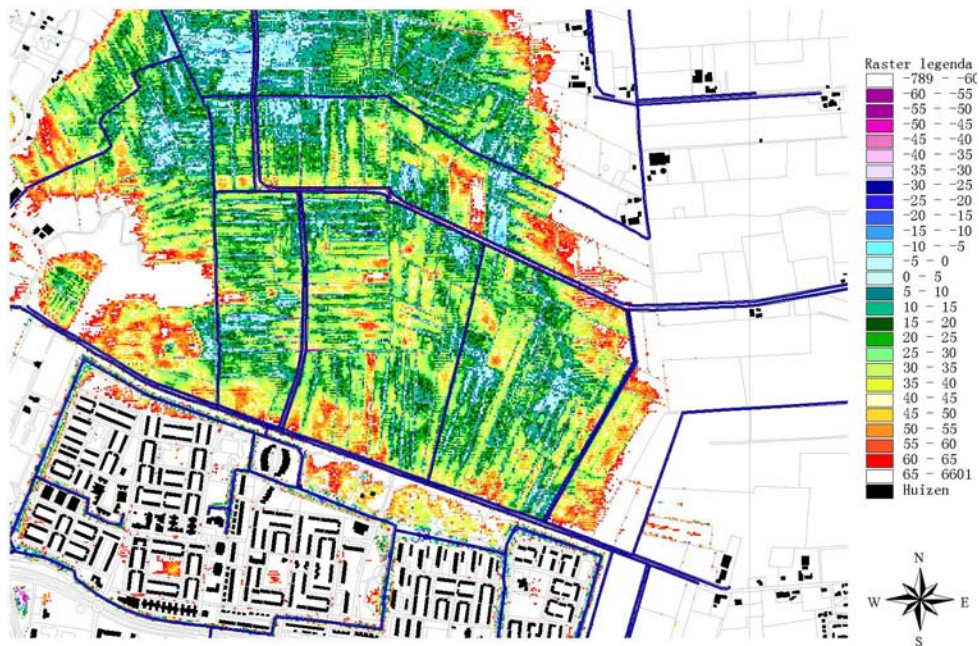 Raster legenda
-789 - -60
-60 - -55
-55 - -50
-50 - -45
-45 - -40
-40 - -35
-35 - -30
-30 - -25
-25 - -20
-20 - -15
-15 - -10
-10 - -5
-5 - 0
0 - 5
5 - 10
10 - 15
15 - 20
20 - 25
25 - 30
30 - 35
35 - 40
40 - 45
45 - 50
50 - 55
55 - 60
60 - 65
65 - 6601
Huizen
N
W E
S